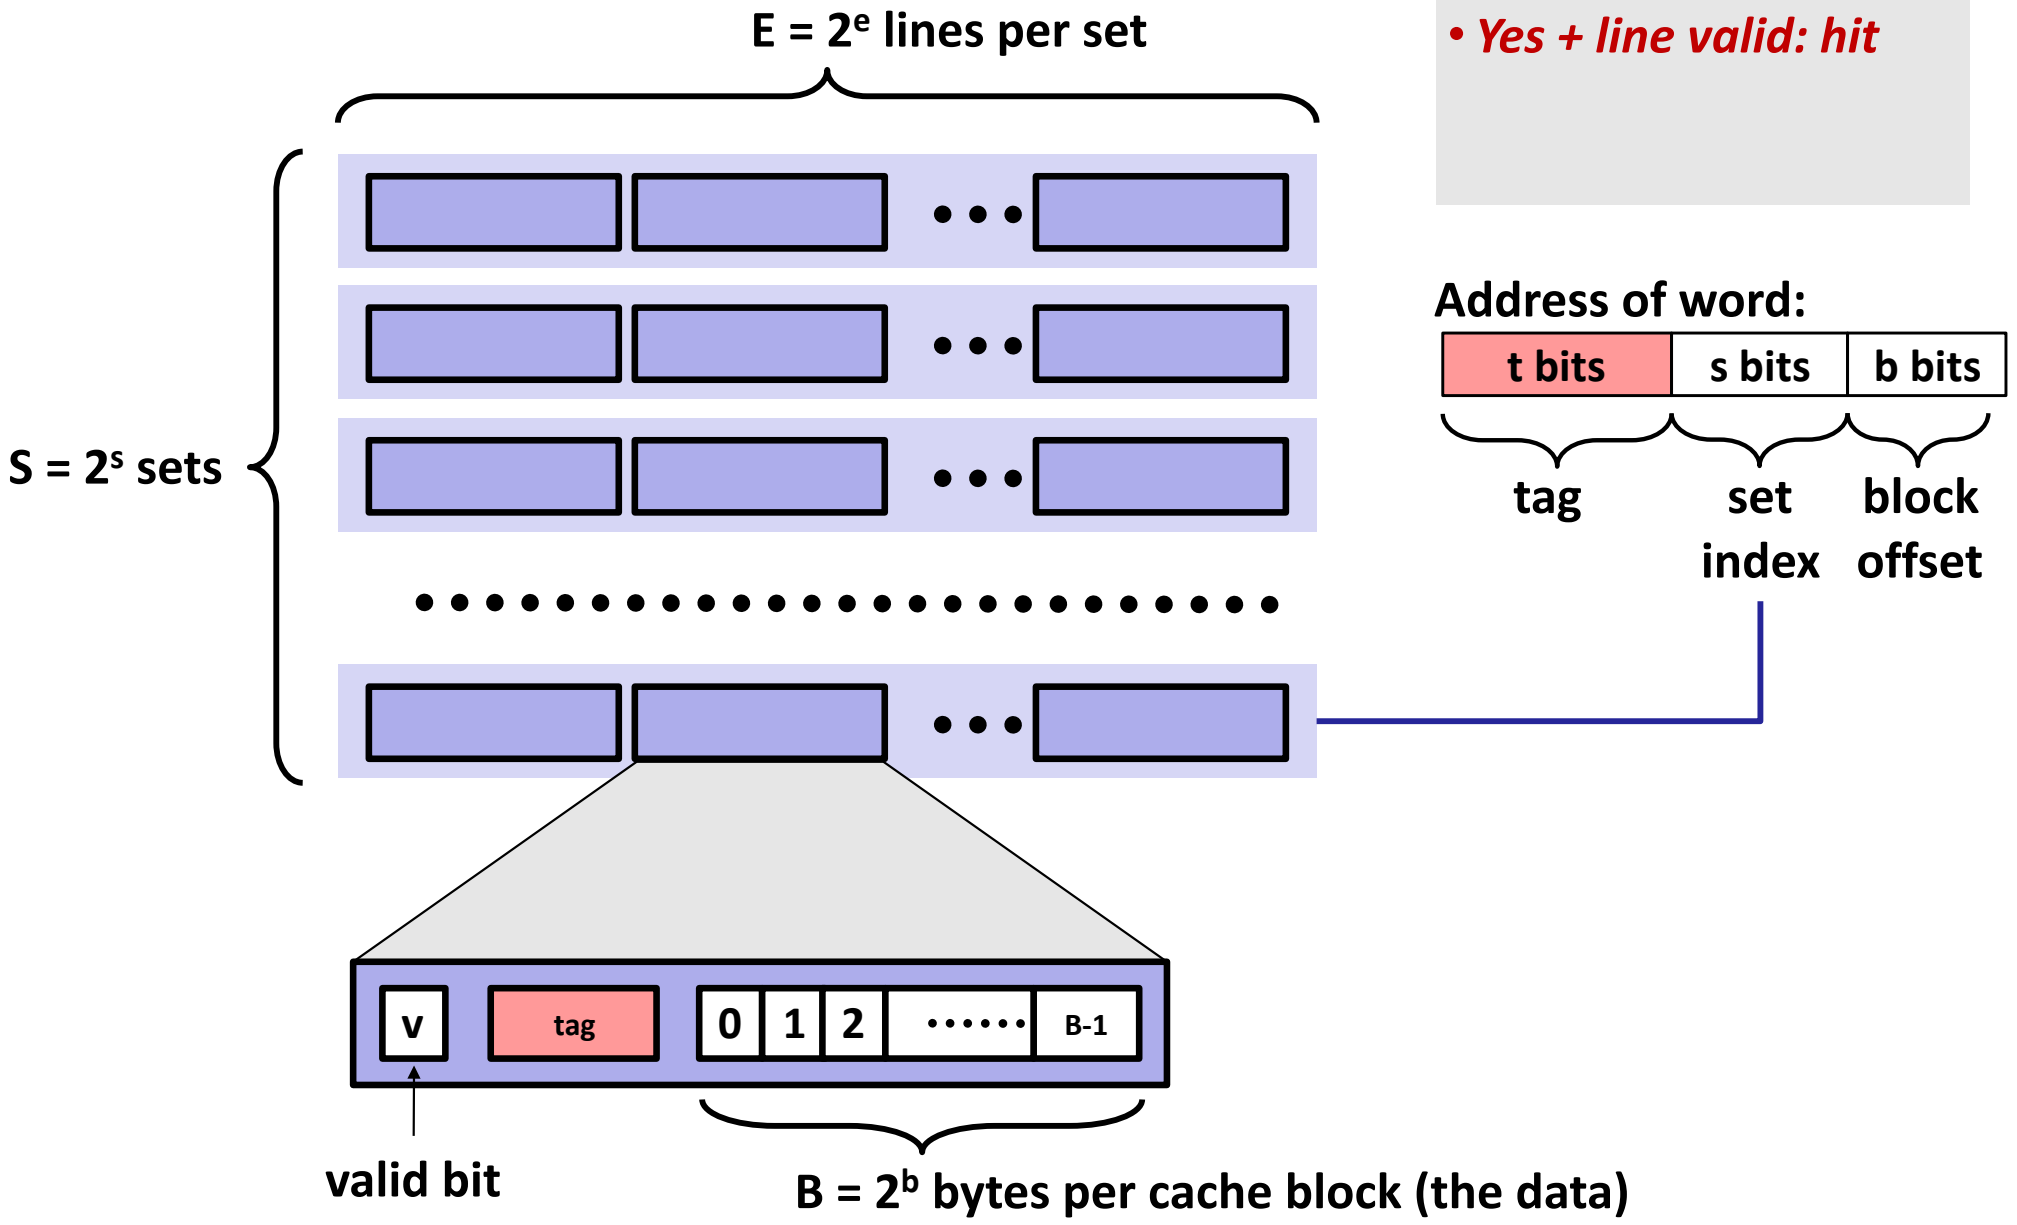 E = 2ᵉ lines per set
• Yes + line valid: hit
Address of word:
t bits s bits b bits
S = 2ˢ sets
tag set block
index offset
v tag 0 1 2 ······ B-1
valid bit
B = 2ᵇ bytes per cache block (the data)